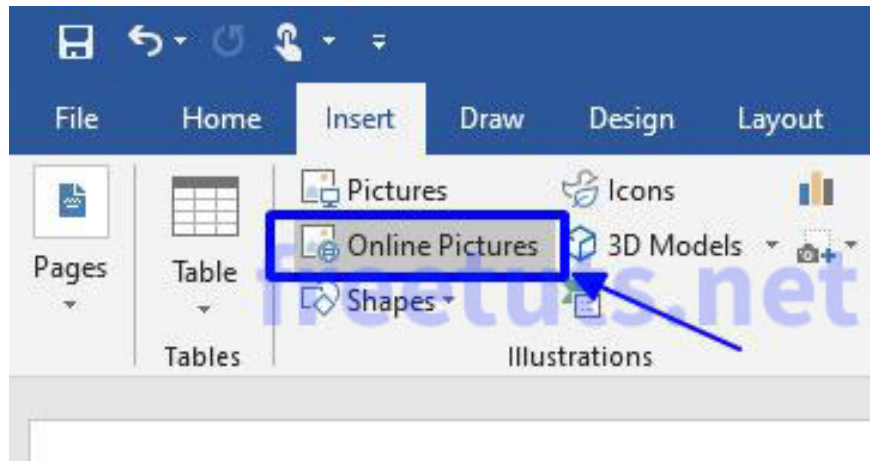 File Home Insert Draw Design Layout
Pictures Icons
Online Pictures 3D Models
Pages Table
Shapes
freetuts.net
Tables Illustrations